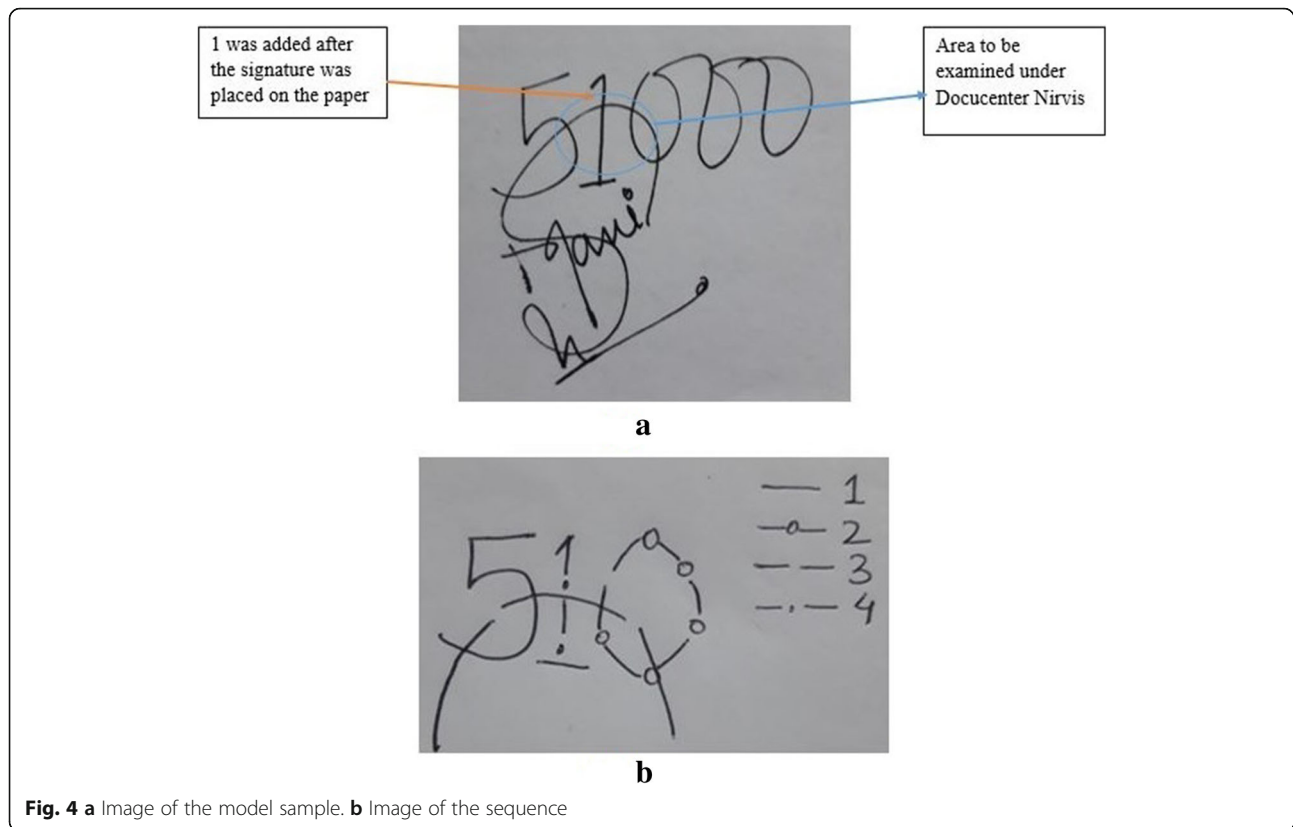 1 was added after
the signature was
placed on the paper
Area to be
examined under
Docucenter Nirvis
51000
a
510
1
2
3
4
b
Fig. 4 a Image of the model sample. b Image of the sequence